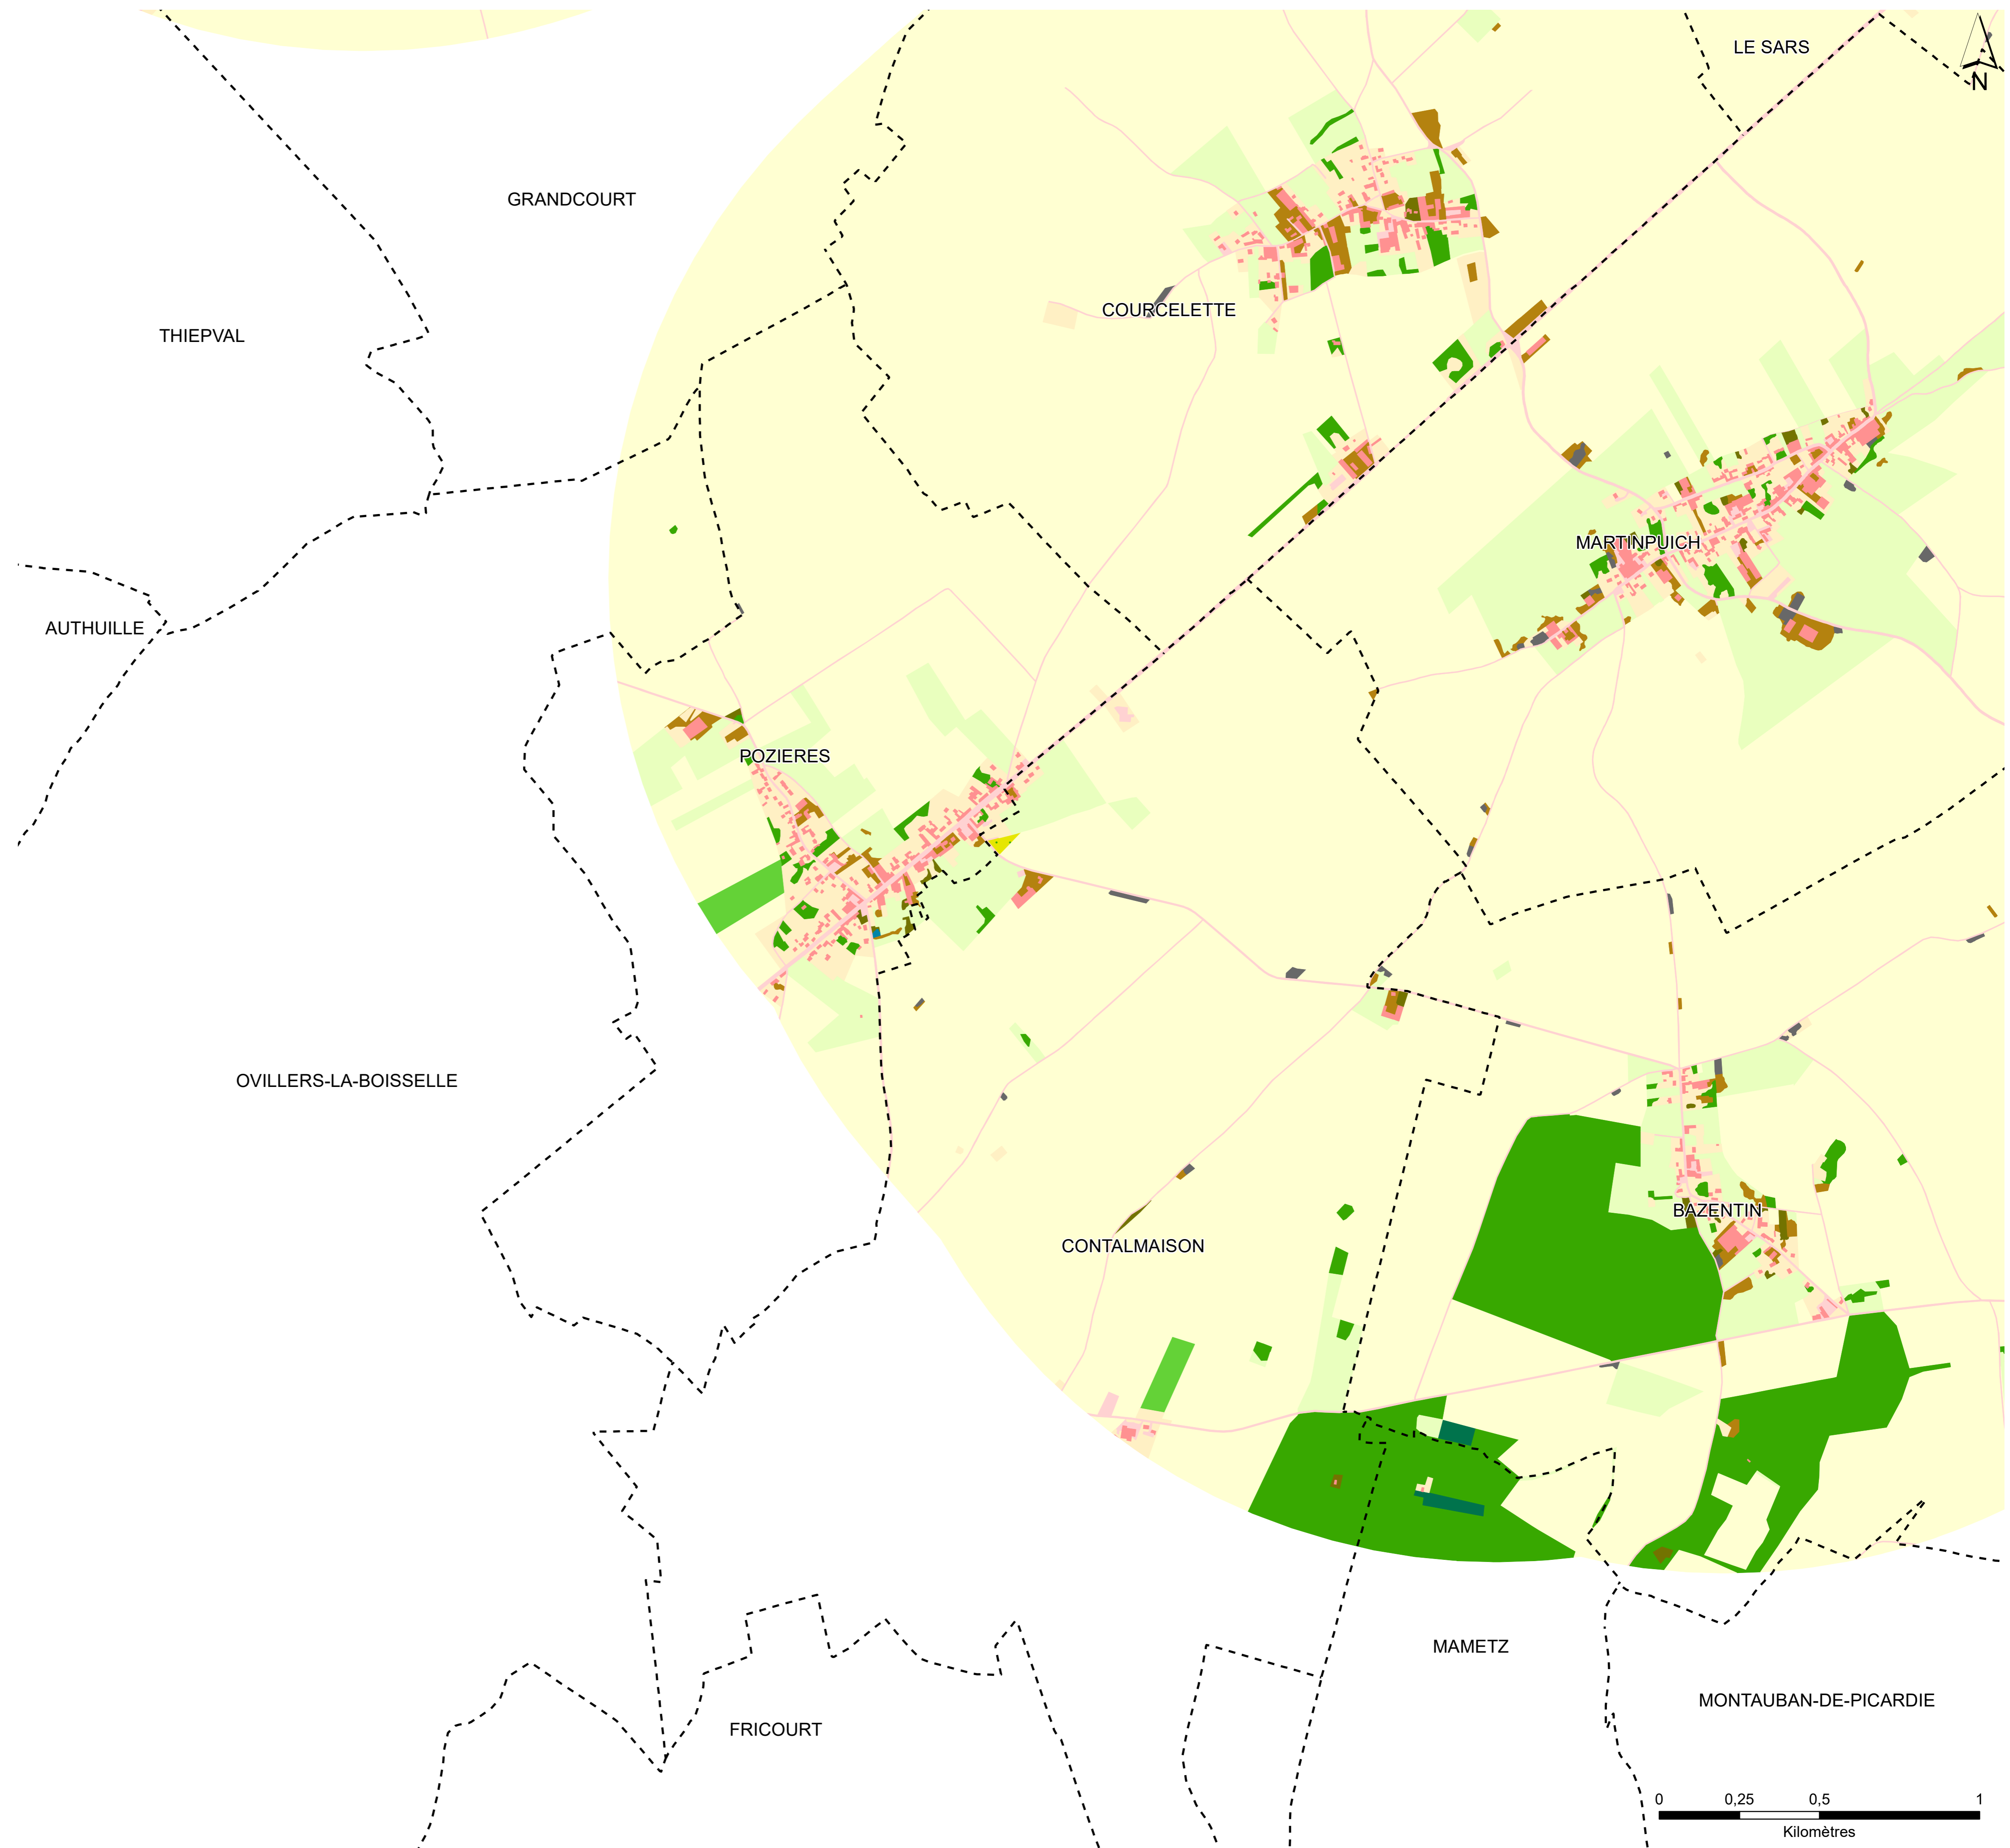 LE SARS
N
GRANDCOURT
COURCELETTE
THIEPVAL
MARTINPUICH
AUTHUILLE
POZIERES
OVILLERS-LA-BOISSELLE
BAZENTIN
CONTALMAISON
MAMETZ
MONTAUBAN-DE-PICARDIE
FRICOURT
0 0,25 0,5 1
Kilomètres